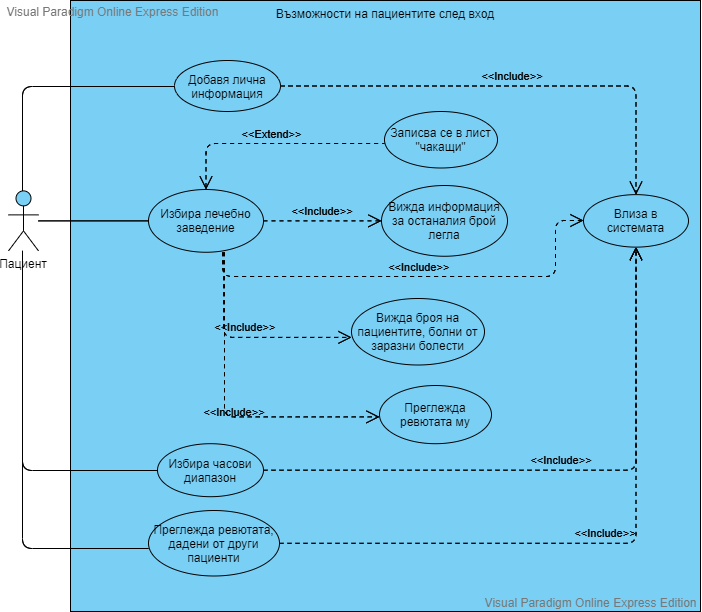 Visual Paradigm Online Express Edition
Възможности на пациентите след вход
Добавя лична
информация
<<Include>>
Записва се в лист
"чакащи"
<<Extend>>
Избира лечебно
заведение
<<Include>>
Вижда информация
за останалия брой
легла
Влиза в
системата
Пациент
<<Include>>
Вижда броя на
пациентите, болни от
заразни болести
<<Include>>
Преглежда
ревютата му
<<Include>>
Избира часови
диапазон
<<Include>>
Преглежда ревютата,
дадени от други
пациенти
<<Include>>
Visual Paradigm Online Express Edition